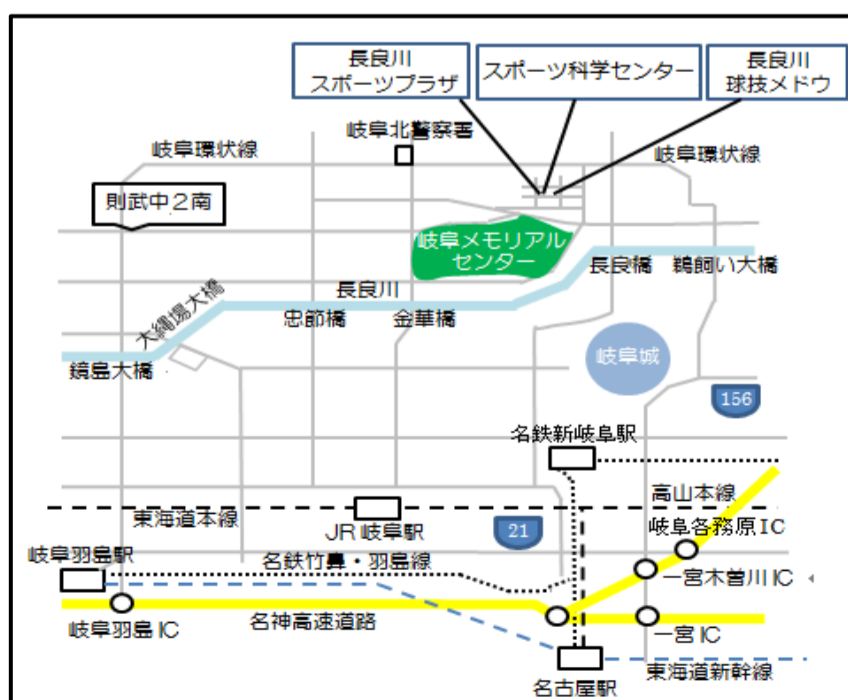 長良川
スポーツプラザ
スポーツ科学センター
長良川
球技メドウ
岐阜北警察署
岐阜環状線
岐阜環状線
則武中2南
岐阜メモリアル
センター
長良橋
鵜飼い大橋
長良川
大縄場大橋
忠節橋
金華橋
鏡島大橋
岐阜城
156
名鉄新岐阜駅
高山本線
東海道本線
JR岐阜駅
21
岐阜各務原IC
岐阜羽島駅
名鉄竹鼻・羽島線
一宮木曽川IC
岐阜羽島IC
名神高速道路
一宮IC
東海道新幹線
名古屋駅